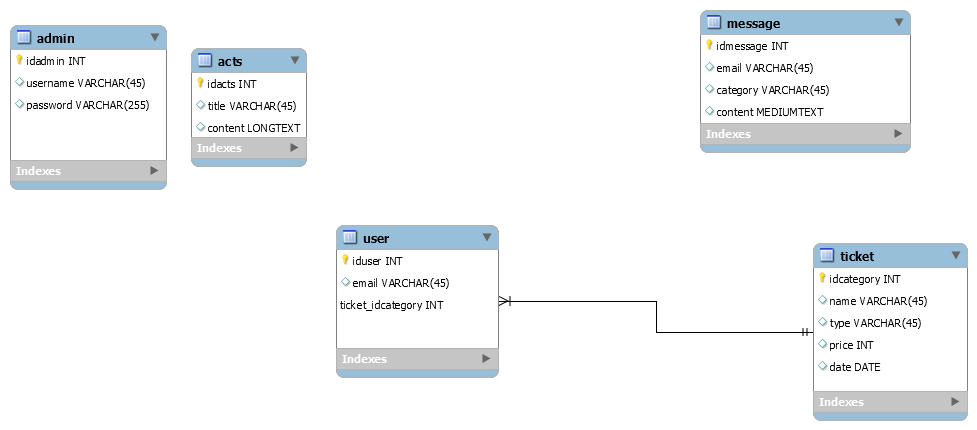 admin
idadmin INT
username VARCHAR(45)
password VARCHAR(255)
Indexes
acts
idacts INT
title VARCHAR(45)
content LONGTEXT
Indexes
message
idmessage INT
email VARCHAR(45)
category VARCHAR(45)
content MEDIUMTEXT
Indexes
user
iduser INT
email VARCHAR(45)
ticket_idcategory INT
Indexes
ticket
idcategory INT
name VARCHAR(45)
type VARCHAR(45)
price INT
date DATE
Indexes